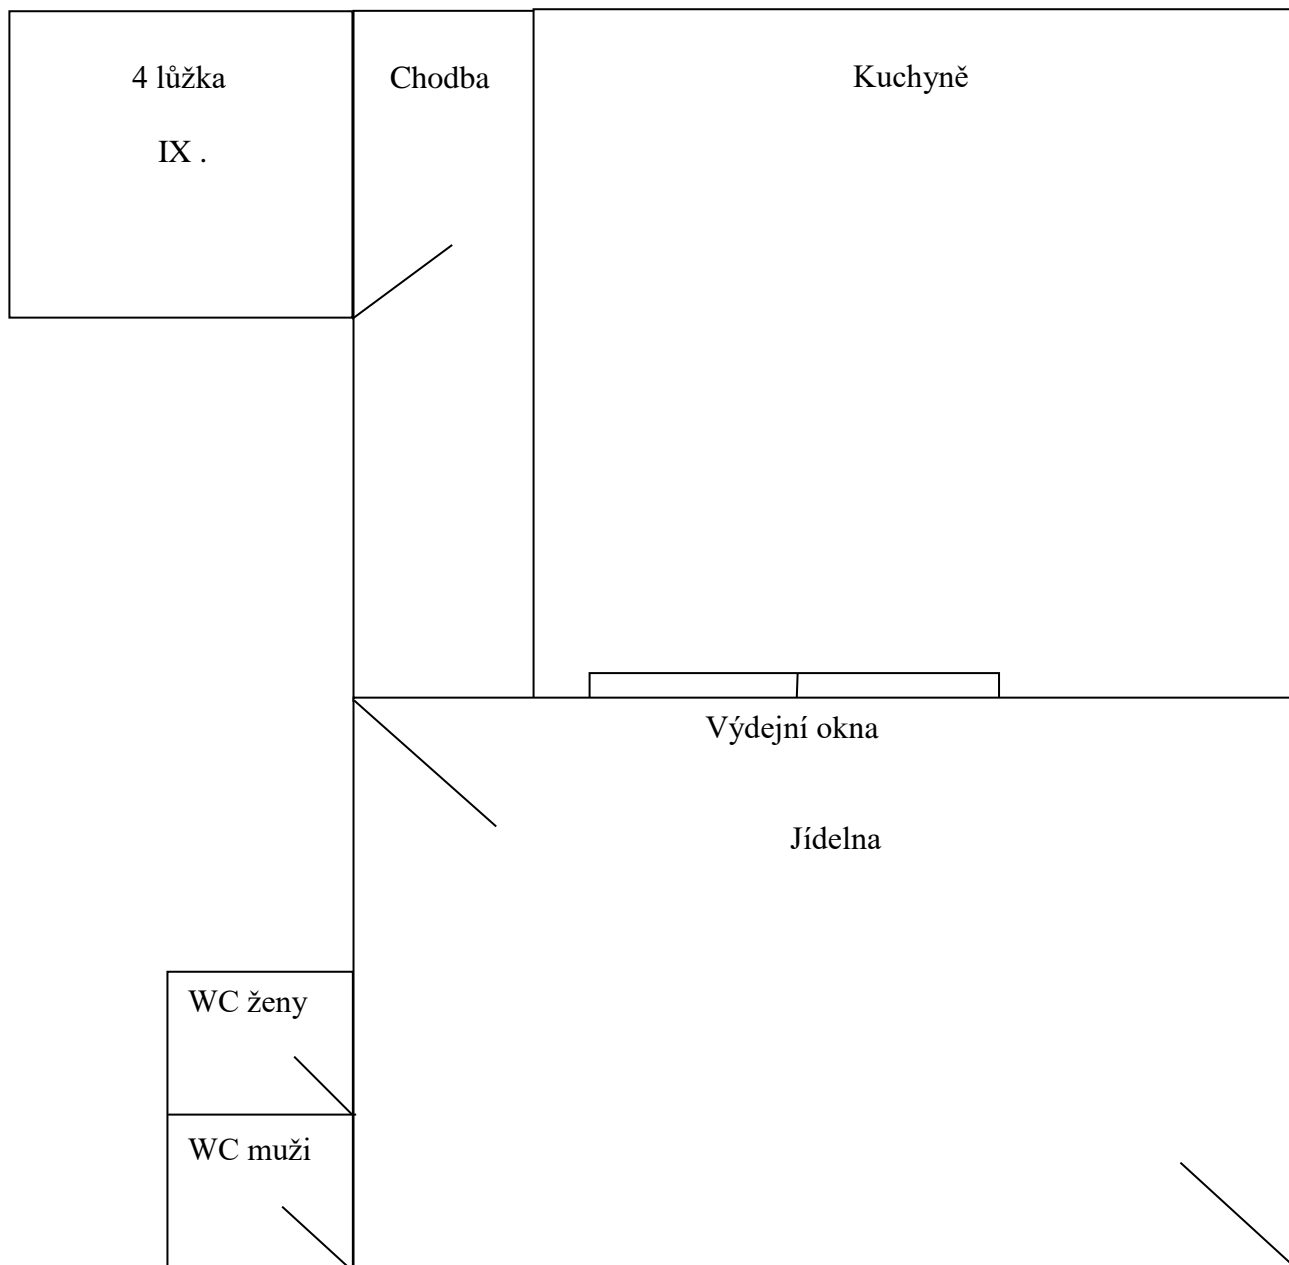 4 lůžka
IX .
Chodba
Kuchyně
Výdejní okna
Jídelna
WC ženy
WC muži